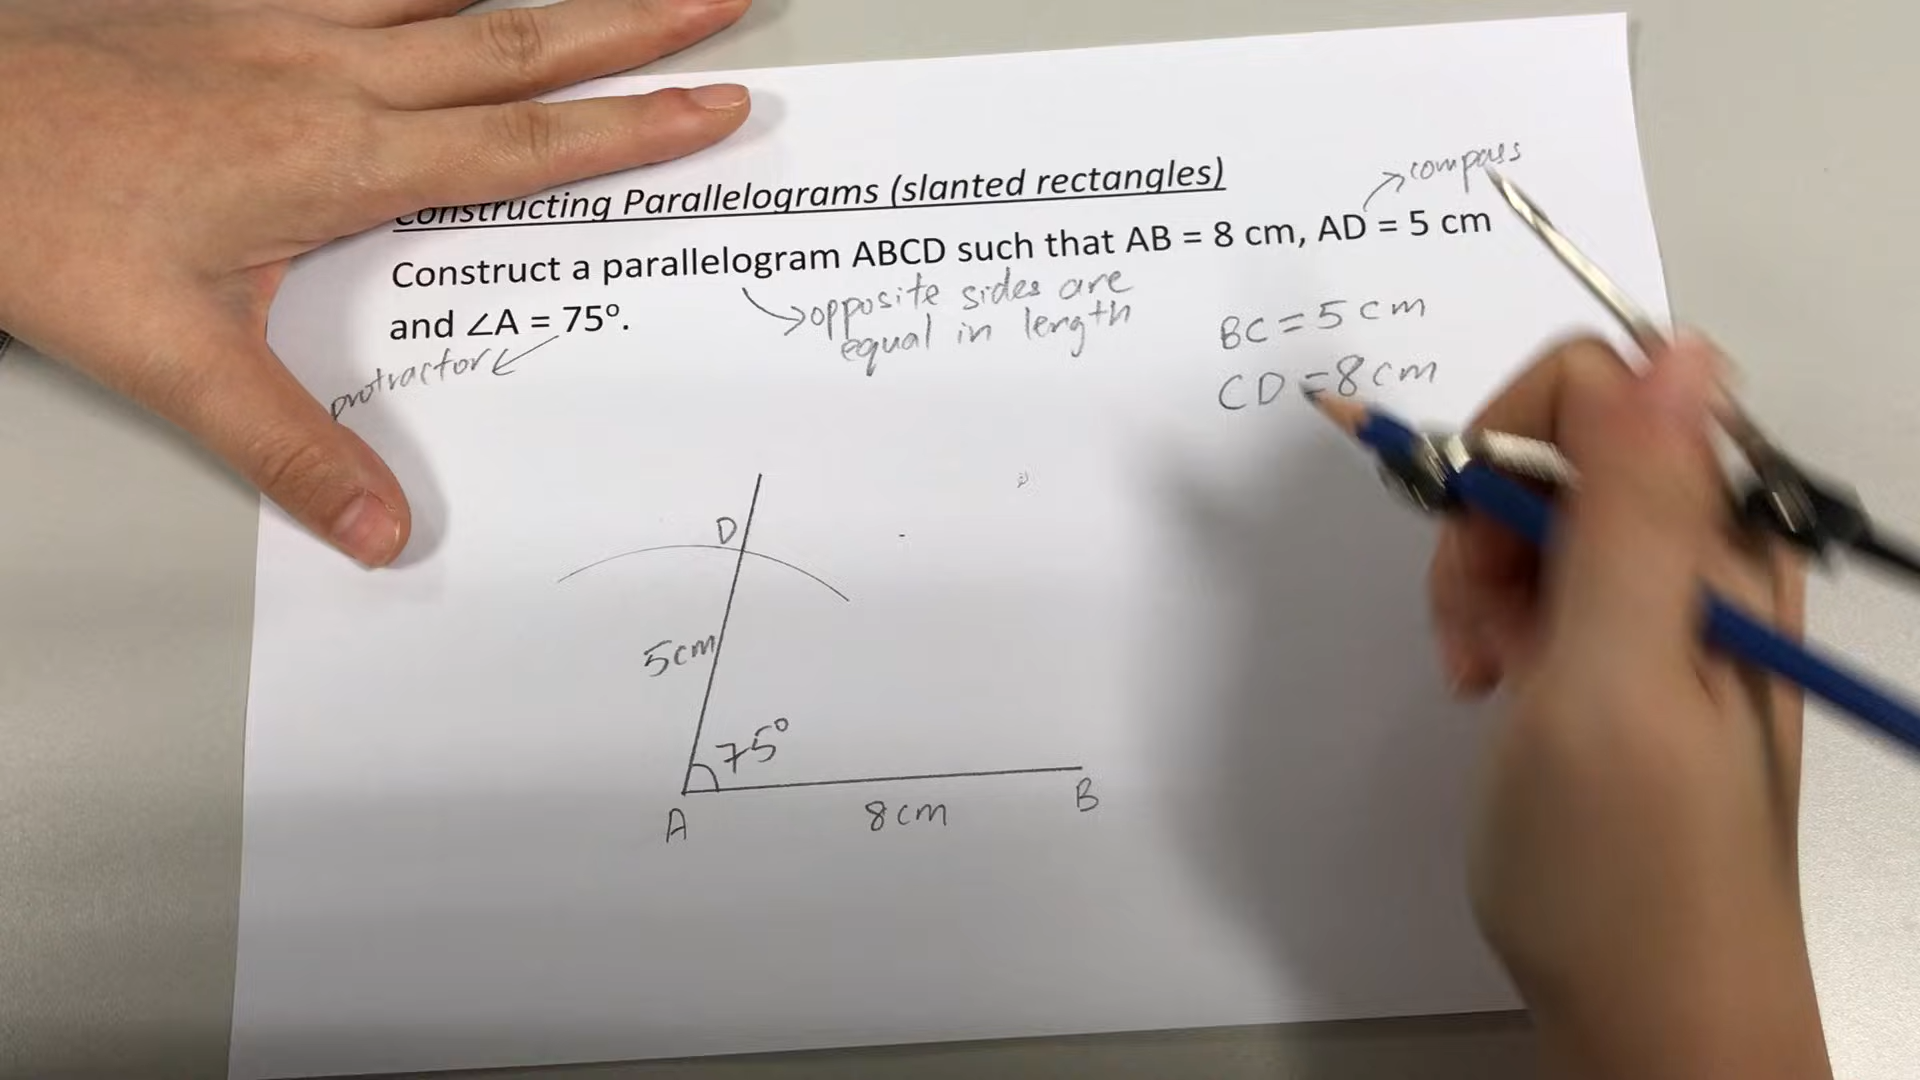 Constructing Parallelograms (slanted rectangles)
compass
Construct a parallelogram ABCD such that AB = 8 cm, AD = 5 cm
and ∠A = 75º.
opposite sides are
equal in length
protractor
BC = 5 cm
CD = 8 cm
D
5cm
75°
A
8cm
B